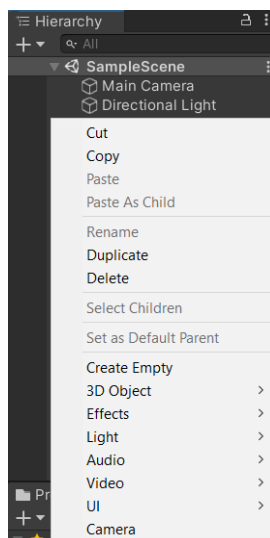 Hierarchy
All
SampleScene
Main Camera
Directional Light
Cut
Copy
Paste
Paste As Child
Rename
Duplicate
Delete
Select Children
Set as Default Parent
Create Empty
3D Object
Effects
Light
Audio
Video
UI
Camera
Pr